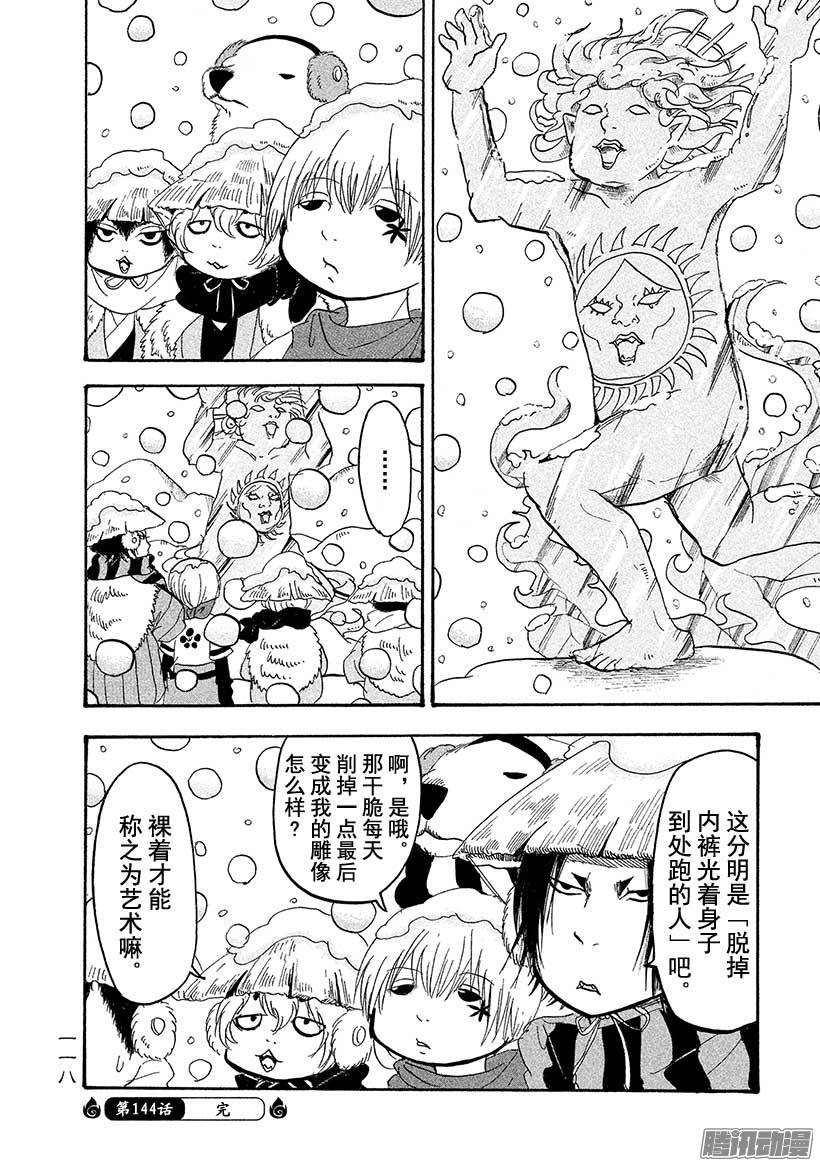 ……
这分明是「脱掉
内裤光着身子
到处跑的人」吧。
啊，是哦。
那干脆每天
削掉一点最后
变成我的雕像
怎么样？
裸着才能
称之为艺术嘛。
一一八
第144话 完
腾讯动漫